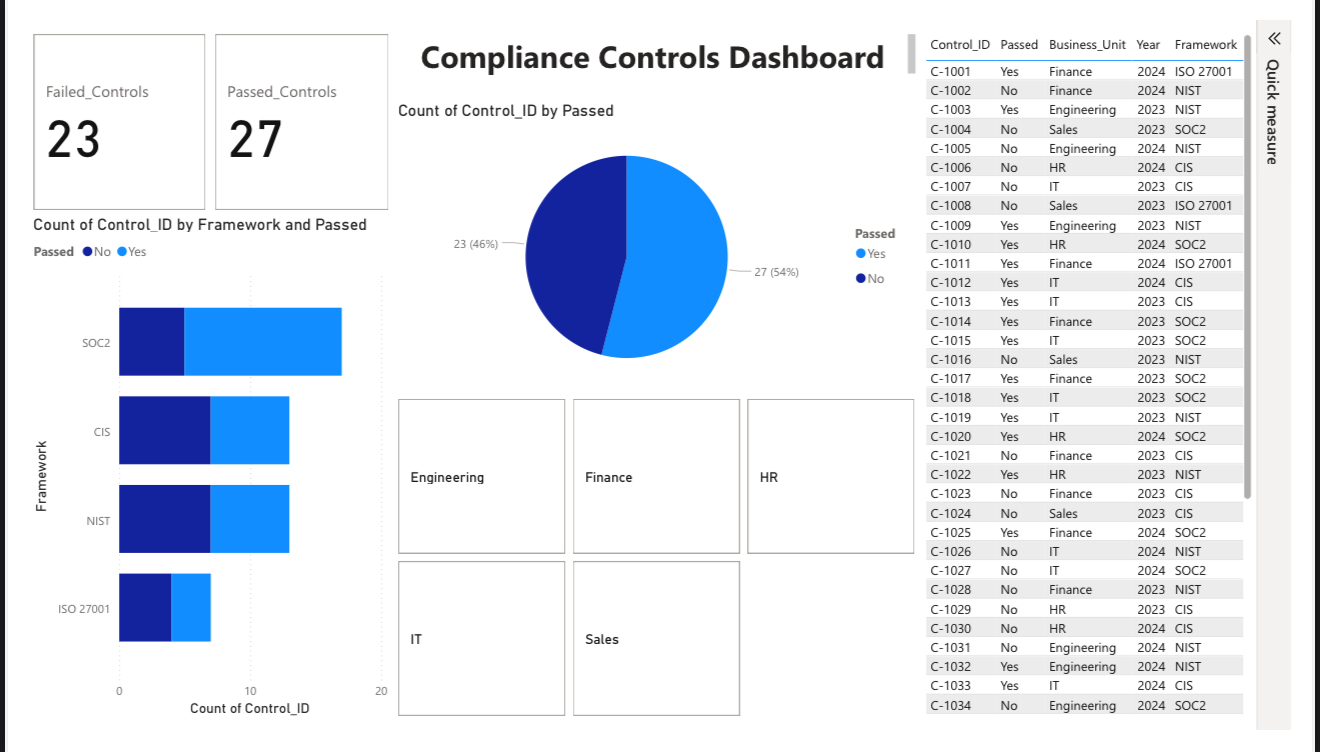 Compliance Controls Dashboard
Failed_Controls
23
Passed_Controls
27
Count of Control_ID by Framework and Passed
Passed No Yes
Framework
SOC2
CIS
NIST
ISO 27001
0 10 20
Count of Control_ID
Count of Control_ID by Passed
23 (46%)
27 (54%)
Passed
Yes
No
Engineering
Finance
HR
IT
Sales
Control_ID Passed Business_Unit Year Framework
C-1001 Yes Finance 2024 ISO 27001
C-1002 No Finance 2024 NIST
C-1003 Yes Engineering 2023 NIST
C-1004 No Sales 2023 SOC2
C-1005 No Engineering 2024 NIST
C-1006 No HR 2024 CIS
C-1007 No IT 2023 CIS
C-1008 No Sales 2023 ISO 27001
C-1009 Yes Engineering 2023 NIST
C-1010 Yes HR 2024 SOC2
C-1011 Yes Finance 2024 ISO 27001
C-1012 Yes IT 2024 CIS
C-1013 Yes IT 2023 CIS
C-1014 Yes Finance 2023 SOC2
C-1015 Yes IT 2023 SOC2
C-1016 No Sales 2023 NIST
C-1017 Yes Finance 2023 SOC2
C-1018 Yes IT 2023 SOC2
C-1019 Yes IT 2023 NIST
C-1020 Yes HR 2024 SOC2
C-1021 No Finance 2023 CIS
C-1022 Yes HR 2023 NIST
C-1023 No Finance 2023 CIS
C-1024 No Sales 2023 CIS
C-1025 Yes Finance 2024 SOC2
C-1026 No IT 2024 NIST
C-1027 No IT 2024 SOC2
C-1028 No Finance 2023 NIST
C-1029 No HR 2023 CIS
C-1030 No HR 2024 CIS
C-1031 No Engineering 2024 NIST
C-1032 Yes Engineering 2024 NIST
C-1033 Yes IT 2024 CIS
C-1034 No Engineering 2024 SOC2
Quick measure